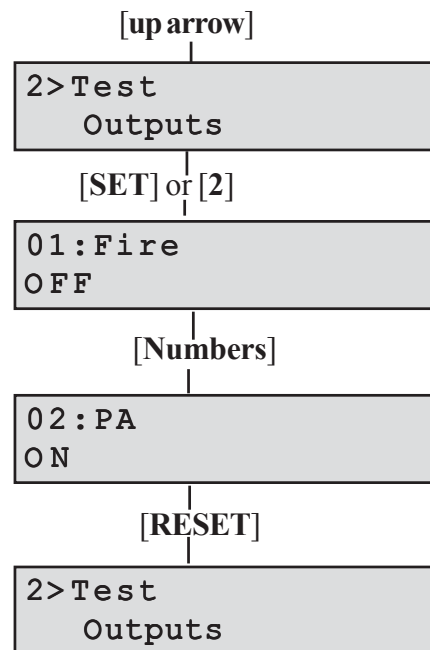 [up arrow]
2>Test
Outputs
[SET] or [2]
01:Fire
OFF
[Numbers]
02:PA
ON
[RESET]
2>Test
Outputs